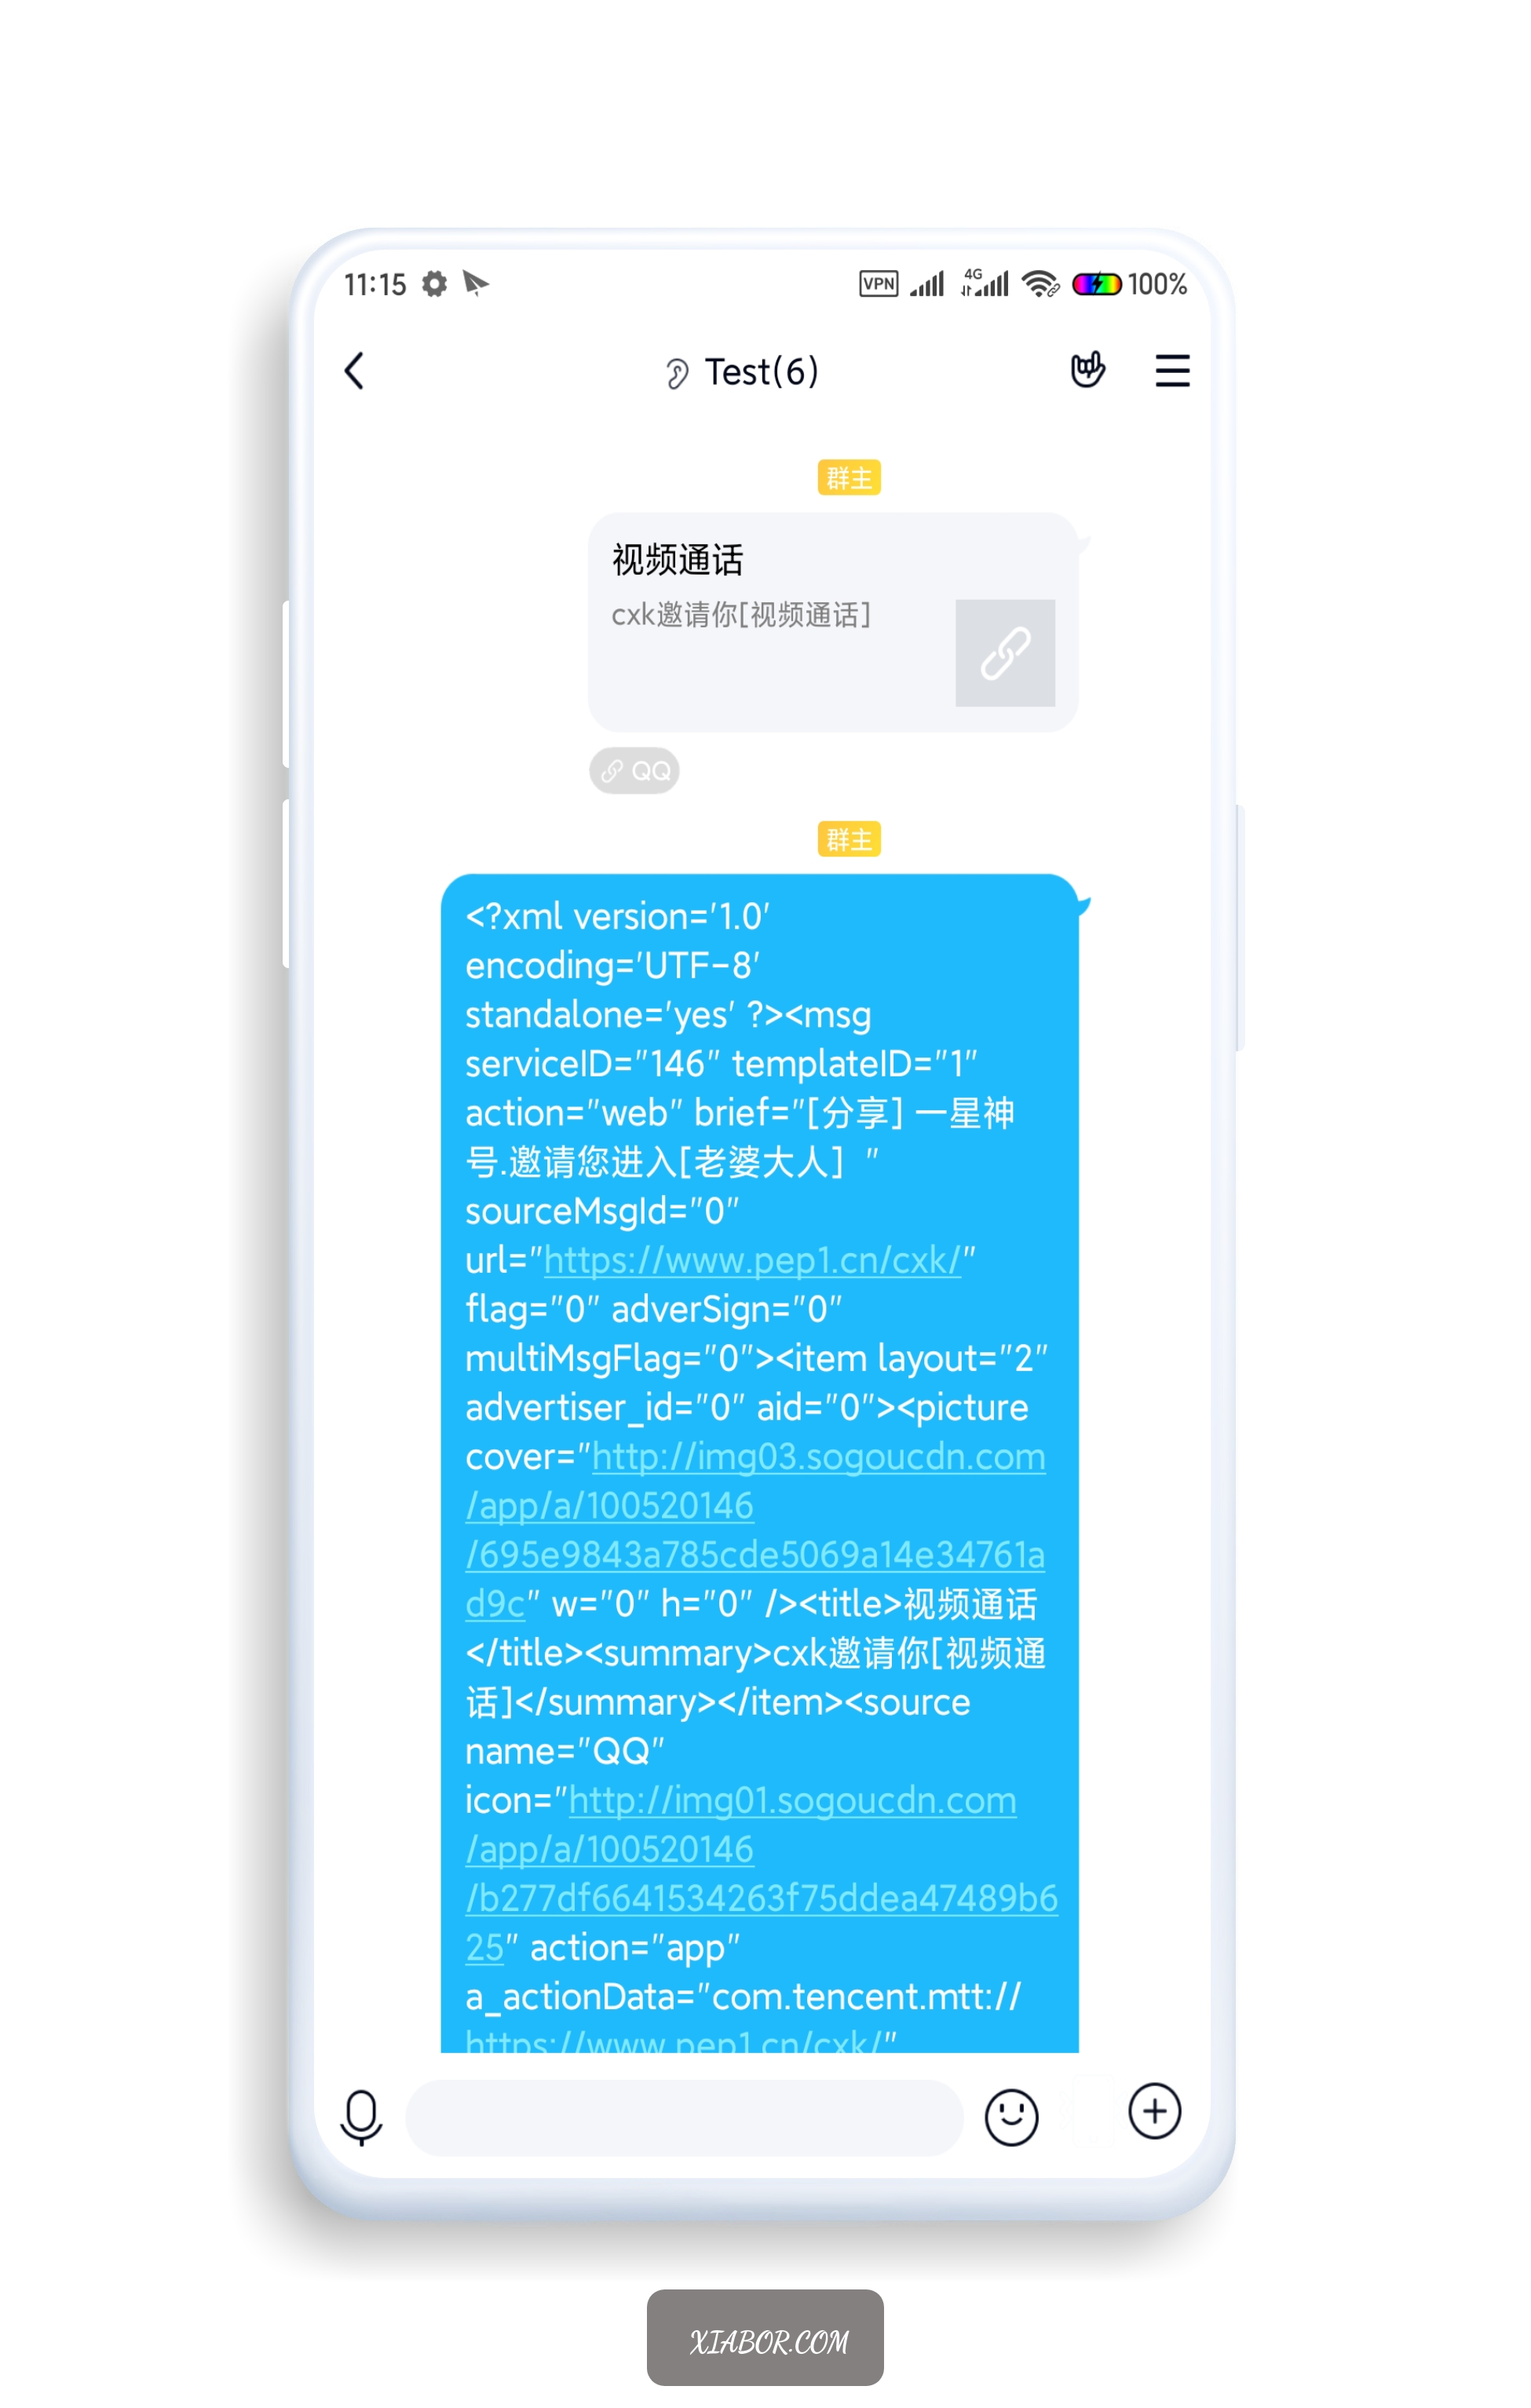 11:15 VPN 4G 100%
Test(6)
群主
视频通话
cxk邀请你[视频通话]
QQ
群主
<?xml version='1.0'
encoding='UTF-8'
standalone='yes' ?><msg
serviceID="146" templateID="1"
action="web" brief="[分享] 一星神
号.邀请您进入[老婆大人]  "
sourceMsgId="0"
url="https://www.pep1.cn/cxk/"
flag="0" adverSign="0"
multiMsgFlag="0"><item layout="2"
advertiser_id="0" aid="0"><picture
cover="http://img03.sogoucdn.com
/app/a/100520146
/695e9843a785cde5069a14e34761a
d9c" w="0" h="0" /><title>视频通话
</title><summary>cxk邀请你[视频通
话]</summary></item><source
name="QQ"
icon="http://img01.sogoucdn.com
/app/a/100520146
/b277df6641534263f75ddea47489b6
25" action="app"
a_actionData="com.tencent.mtt://
https://www.pep1.cn/cxk/"
XIABOR.COM